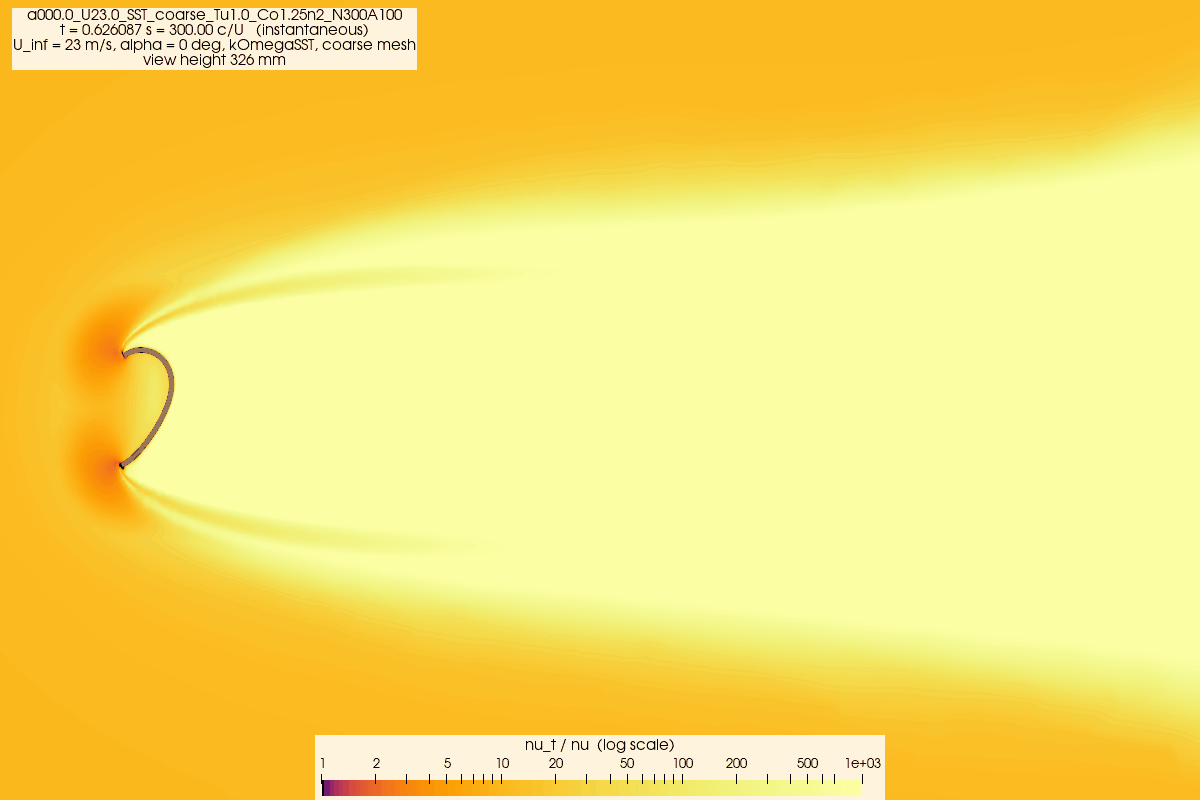 a000.0_U23.0_SST_coarse_Tu1.0_Co1.25n2_N300A100
t = 0.626087 s = 300.00 c/U (instantaneous)
U_inf = 23 m/s, alpha = 0 deg, kOmegaSST, coarse mesh
view height 326 mm
nu_t / nu (log scale)
1 2 5 10 20 50 100 200 500 1e+03